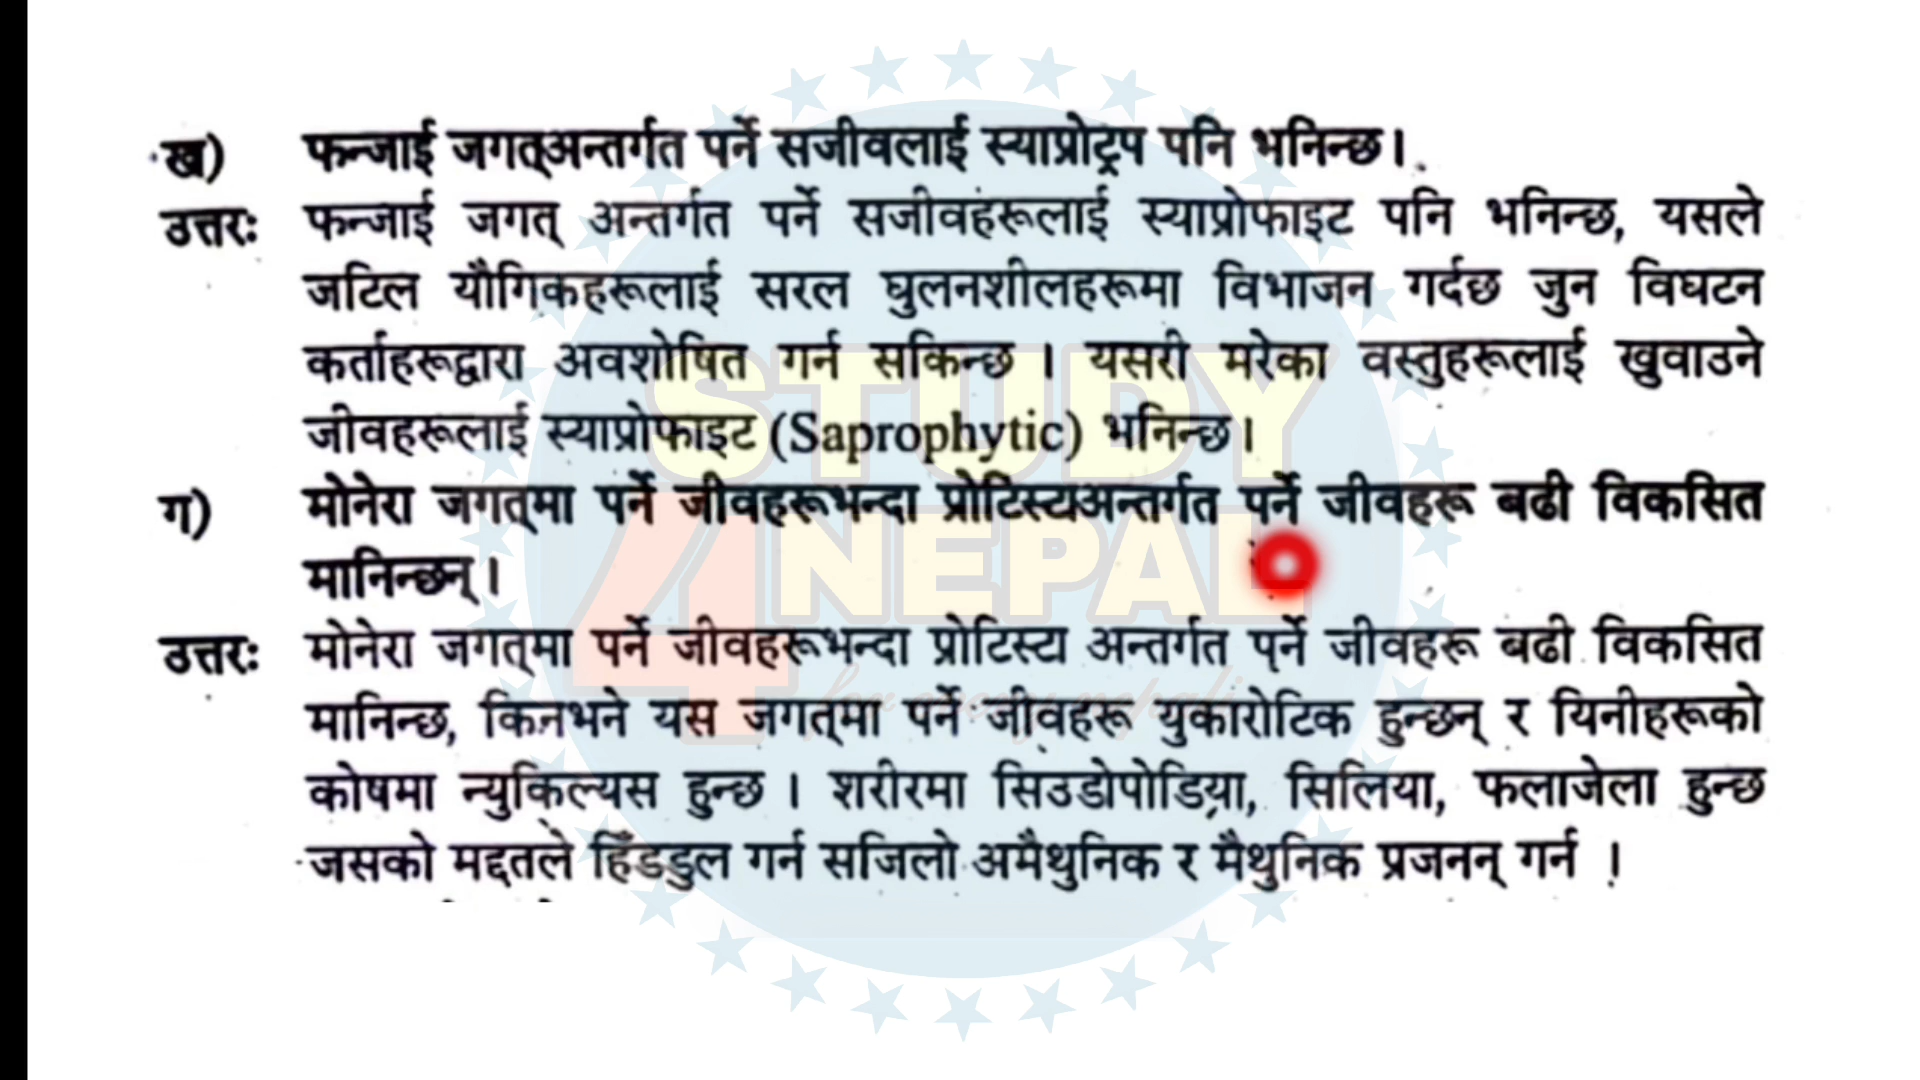 ख) फन्जाई जगत्अन्तर्गत पर्ने सजीवलाई स्याप्रोट्रप पनि भनिन्छ।
उत्तरः फन्जाई जगत् अन्तर्गत पर्ने सजीवहरूलाई स्याप्रोफाइट पनि भनिन्छ, यसले
जटिल यौगिकहरूलाई सरल घुलनशीलहरूमा विभाजन गर्दछ जुन विघटन
कर्ताहरूद्वारा अवशोषित गर्न सकिन्छ । यसरी मरेका वस्तुहरूलाई खुवाउने
जीवहरूलाई स्याप्रोफाइट (Saprophytic) भनिन्छ।
ग) मोनेरा जगत्‌मा पर्ने जीवहरूभन्दा प्रोटिस्टाअन्तर्गत पर्ने जीवहरू बढी विकसित
मानिन्छन्।
उत्तरः मोनेरा जगत्‌मा पर्ने जीवहरूभन्दा प्रोटिस्टा अन्तर्गत पर्ने जीवहरू बढी विकसित
मानिन्छ, किनभने यस जगत्‌मा पर्ने जीवहरू युकारोटिक हुन्छन् र यिनीहरूको
कोषमा न्युकिल्यस हुन्छ । शरीरमा सिउडोपोडिया, सिलिया, फलाजेला हुन्छ
जसको मद्दतले हिँडडुल गर्न सजिलो अमैथुनिक र मैथुनिक प्रजनन् गर्न ।
STUDY
4 NEPAL
for every nepali